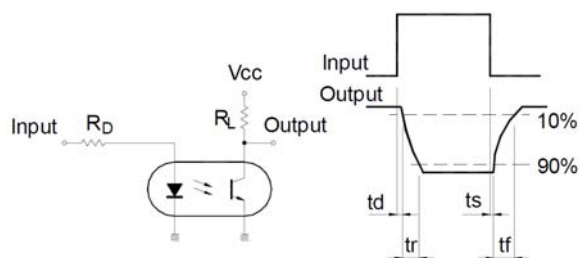 Input
RD
Vcc
RL
Output
Input
Output
10%
90%
td
ts
tr
tf